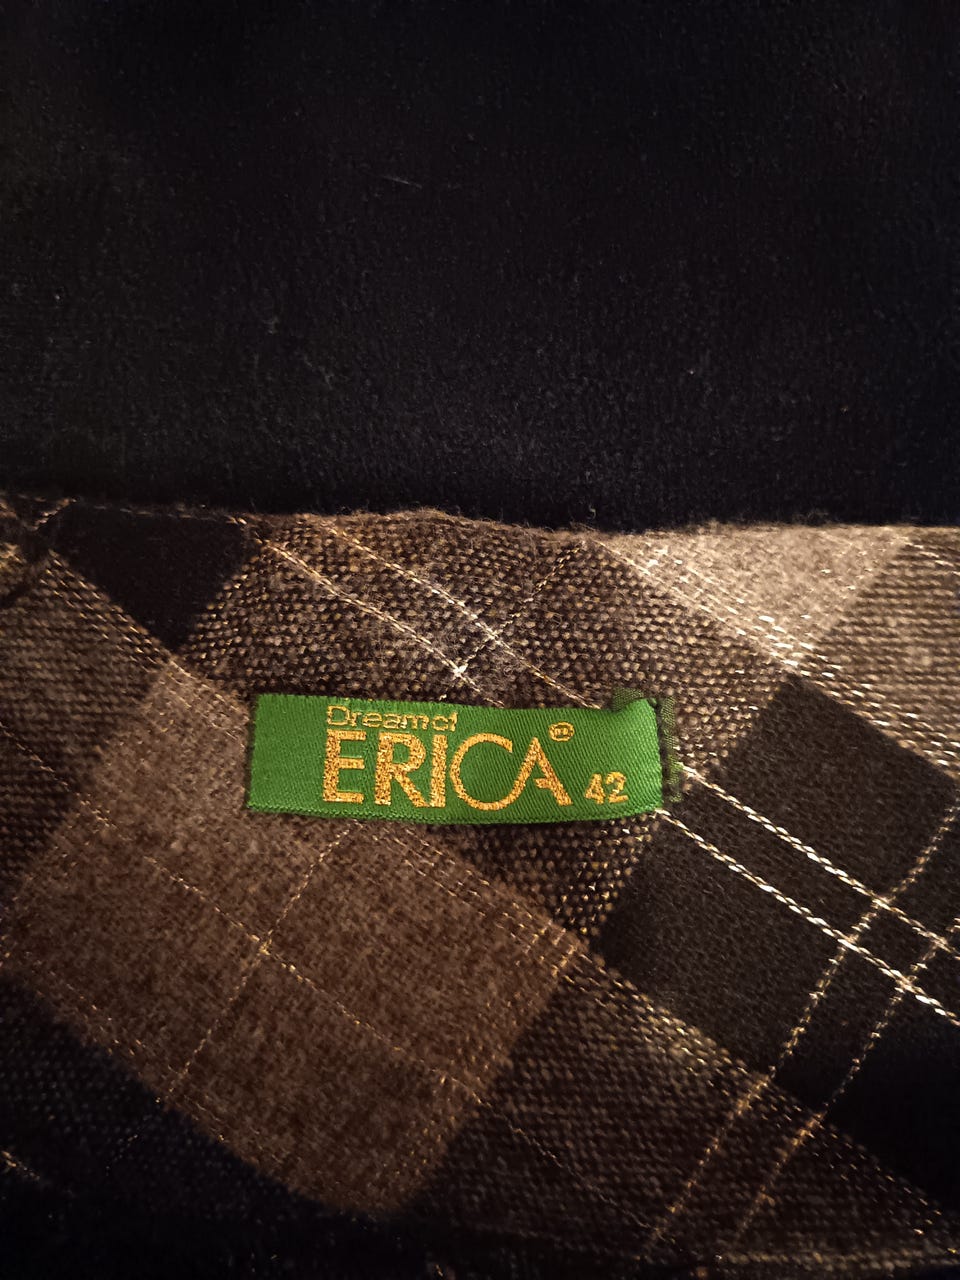 Dream of
ERICA
42